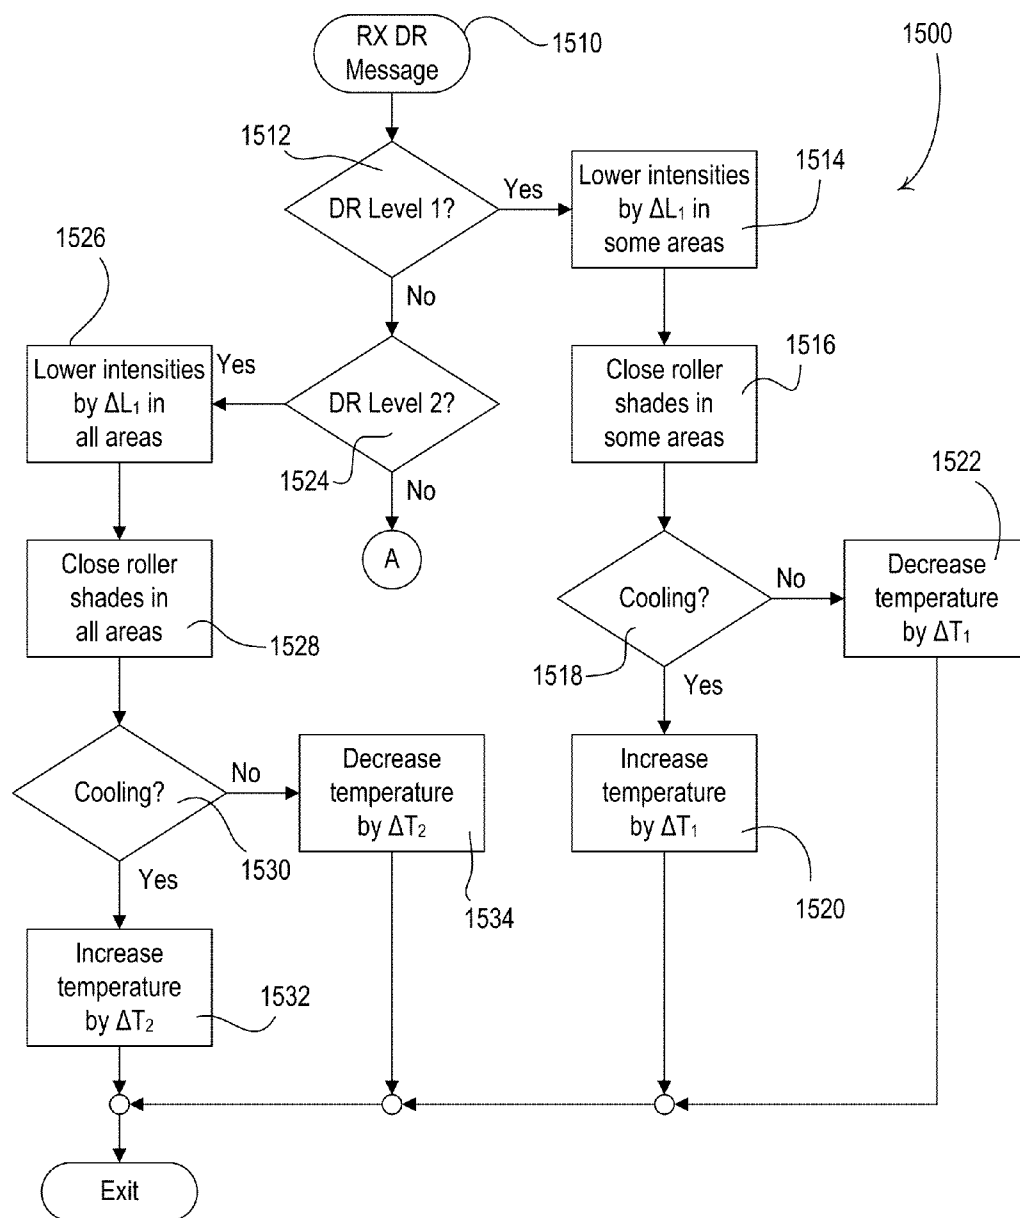 RX DR
Message
1510
1500
1512
DR Level 1?
Yes
Lower intensities
by ΔL₁ in
some areas
1514
No
1526
Lower intensities
by ΔL₁ in
all areas
Yes
DR Level 2?
1524
No
A
Close roller
shades in
some areas
1516
1522
Close roller
shades in
all areas
1528
Cooling?
1518
No
Yes
Decrease
temperature
by ΔT₁
Cooling?
1530
No
Yes
Decrease
temperature
by ΔT₂
1534
Increase
temperature
by ΔT₁
1520
Increase
temperature
by ΔT₂
1532
Exit